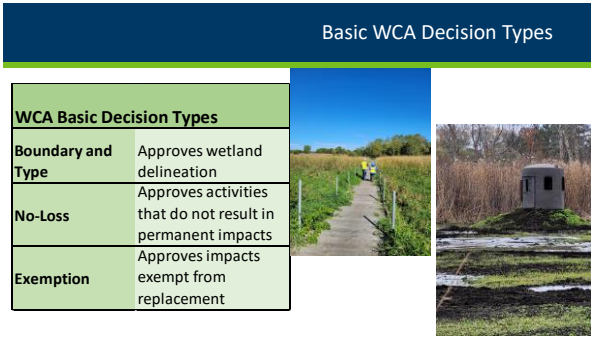 Basic WCA Decision Types
WCA Basic Decision Types
Boundary and
Type
Approves wetland
delineation
No-Loss
Approves activities
that do not result in
permanent impacts
Exemption
Approves impacts
exempt from
replacement